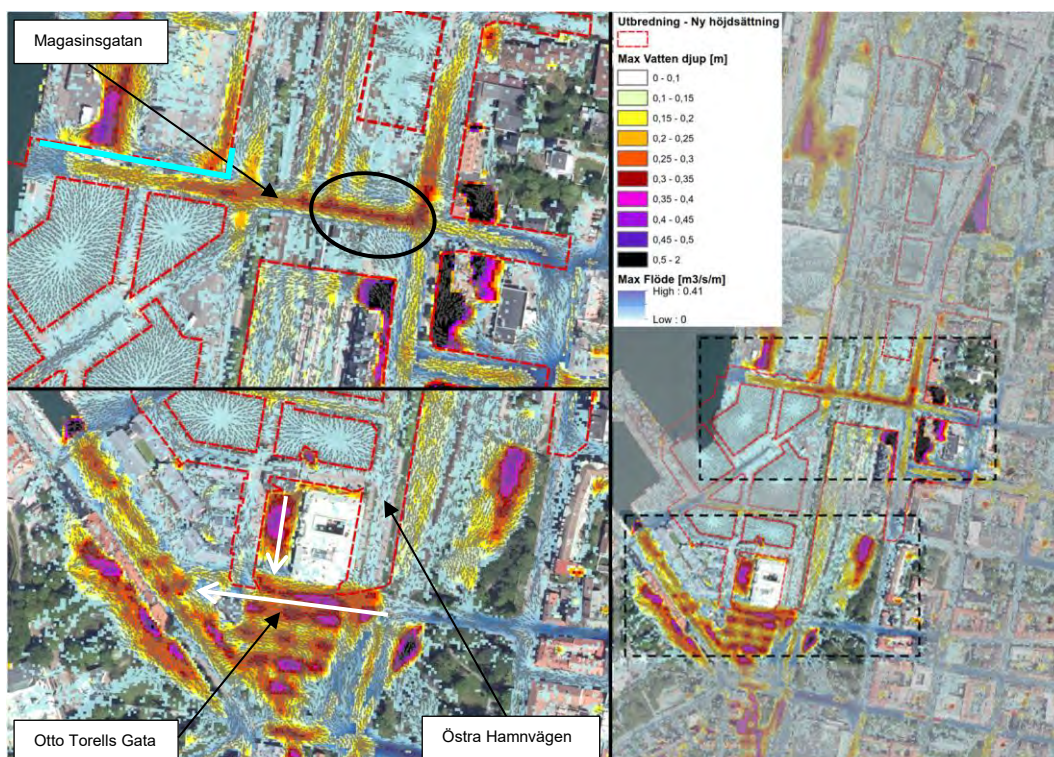 Magasinsgatan
Utbredning - Ny höjdsättning
Max Vatten djup [m]
0 - 0,1
0,1 - 0,15
0,15 - 0,2
0,2 - 0,25
0,25 - 0,3
0,3 - 0,35
0,35 - 0,4
0,4 - 0,45
0,45 - 0,5
0,5 - 2
Max Flöde [m3/s/m]
High : 0.41
Low : 0
Otto Torells Gata
Östra Hamnvägen